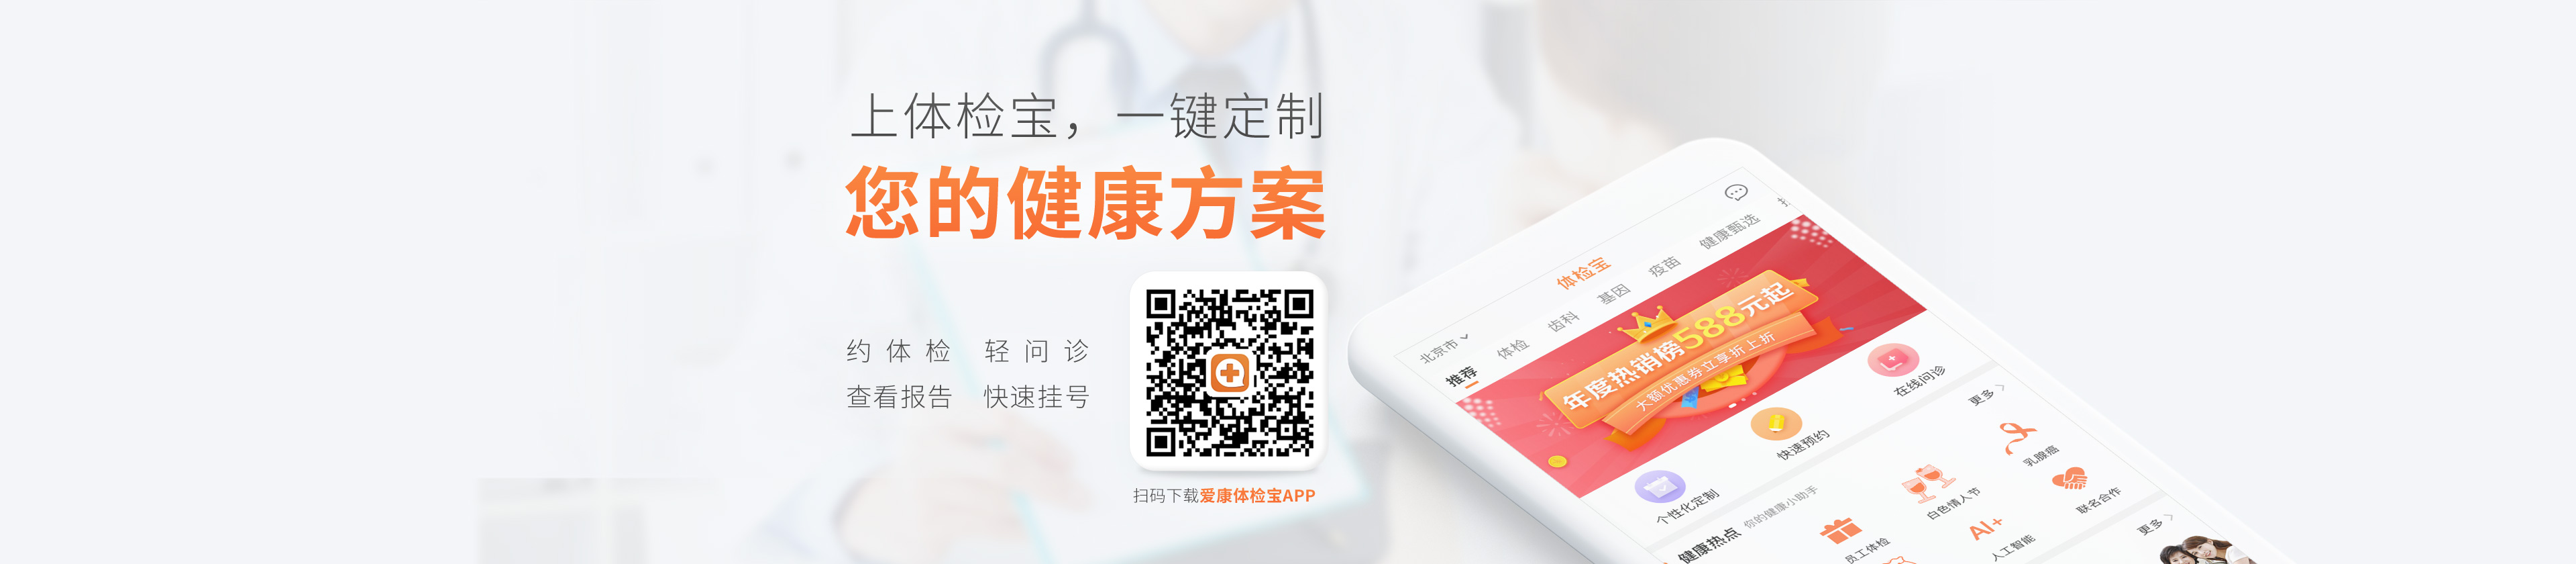 上体检宝，一键定制
您的健康方案
约体检 轻问诊
查看报告 快速挂号
扫码下载爱康体检宝APP
北京市
体检宝
推荐 体检 齿科 基因 疫苗 健康甄选
年度热销榜588元起
大额优惠券立享折上折
个性化定制 快速预约 在线问诊
健康热点 你的健康小助手 更多
员工体检 白色情人节 乳腺癌
AI+
人工智能 联名合作
更多